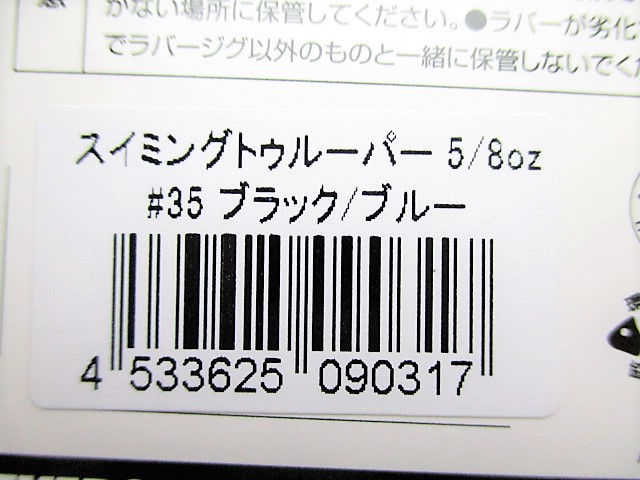 かない場所に保管してください。●ラバーが劣化
でラバージグ以外のものと一緒に保管しないでくだ
スイミングトゥルーパー 5/8oz
#35 ブラック/ブルー
4 533625 090317